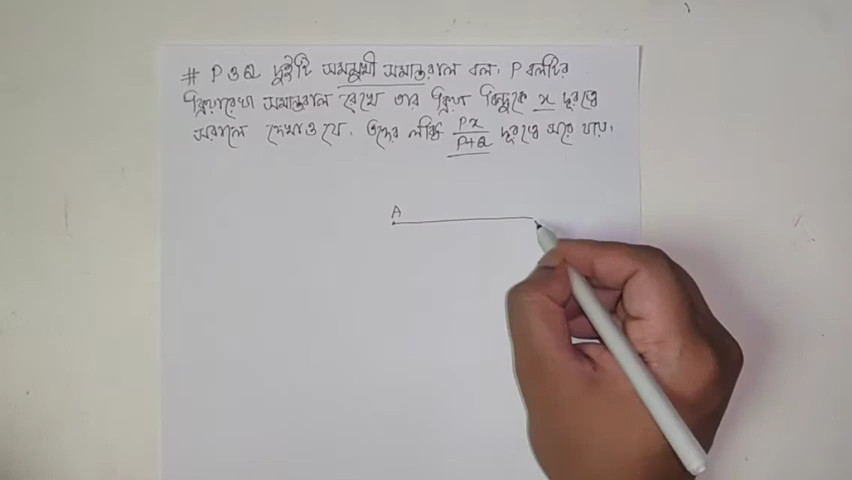 # P ও Q দুইটি সমমুখী সমান্তরাল বল। P বলটির
ক্রিয়ারেখা সমান্তরাল রেখে তার ক্রিয়া বিন্দুকে x দূরত্বে
সরালে দেখাও যে, তাদের লব্ধি Px/P+Q দূরত্বে সরে যায়।
A